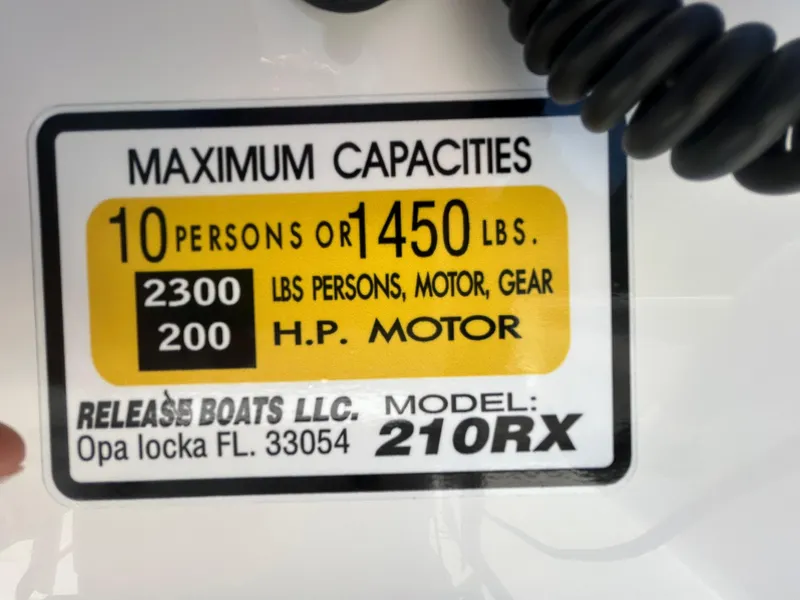 MAXIMUM CAPACITIES
10 PERSONS OR 1450 LBS.
2300 LBS PERSONS, MOTOR, GEAR
200 H.P. MOTOR
RELEASE BOATS LLC. MODEL:
Opa locka FL. 33054 210RX